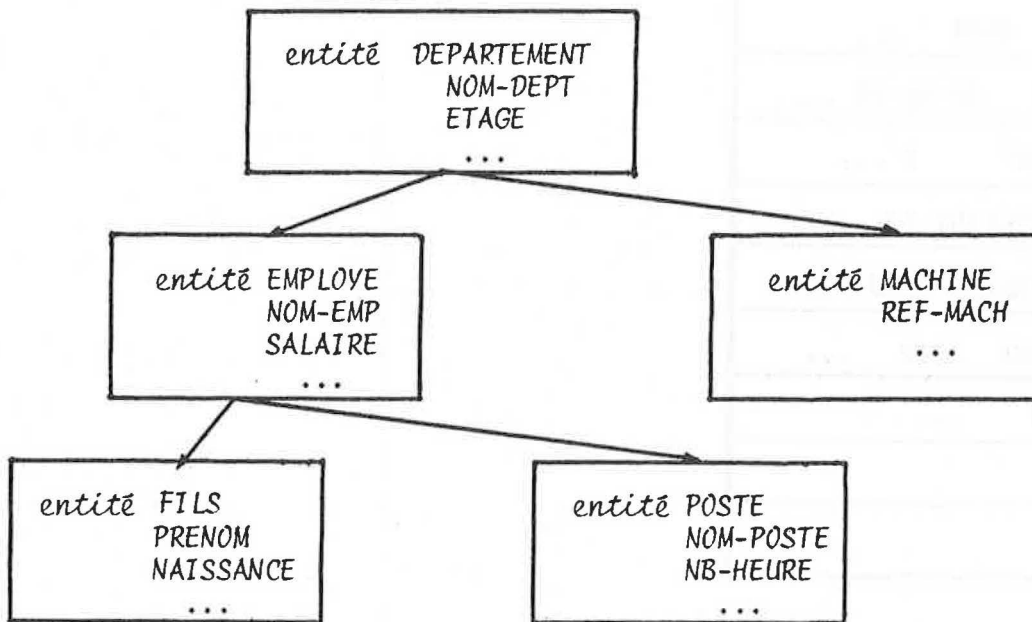 entité DEPARTEMENT
NOM-DEPT
ETAGE
...
entité EMPLOYE
NOM-EMP
SALAIRE
...
entité MACHINE
REF-MACH
...
entité FILS
PRENOM
NAISSANCE
...
entité POSTE
NOM-POSTE
NB-HEURE
...